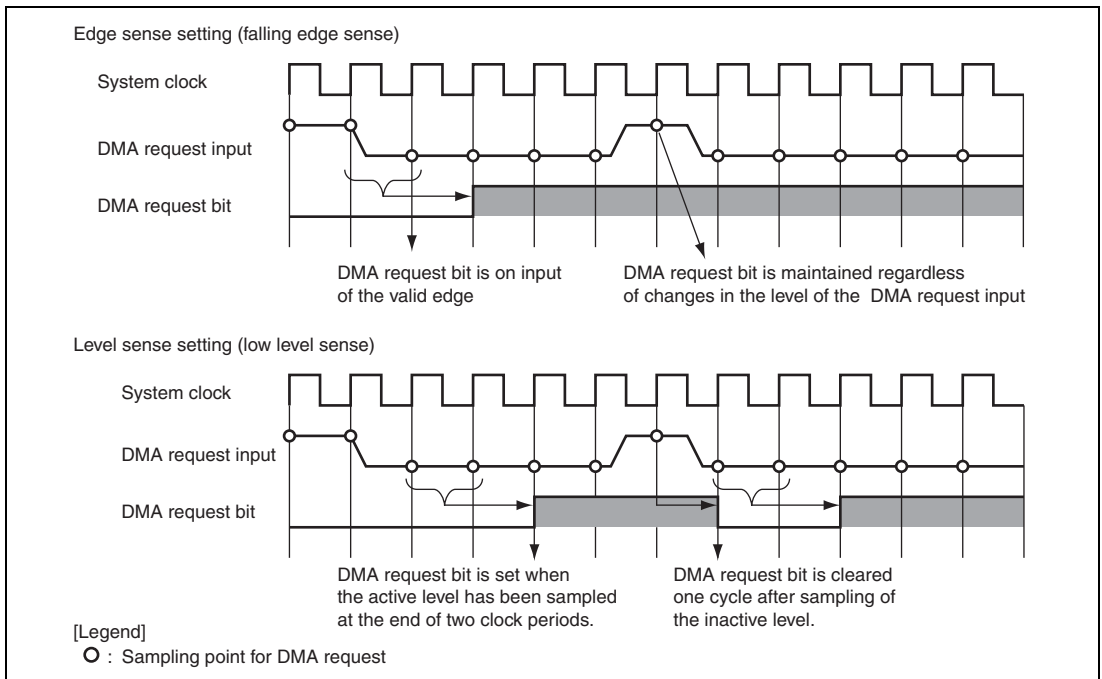 Edge sense setting (falling edge sense)
System clock
DMA request input
DMA request bit
DMA request bit is on input
of the valid edge
DMA request bit is maintained regardless
of changes in the level of the DMA request input
Level sense setting (low level sense)
System clock
DMA request input
DMA request bit
DMA request bit is set when
the active level has been sampled
at the end of two clock periods.
DMA request bit is cleared
one cycle after sampling of
the inactive level.
[Legend]
: Sampling point for DMA request